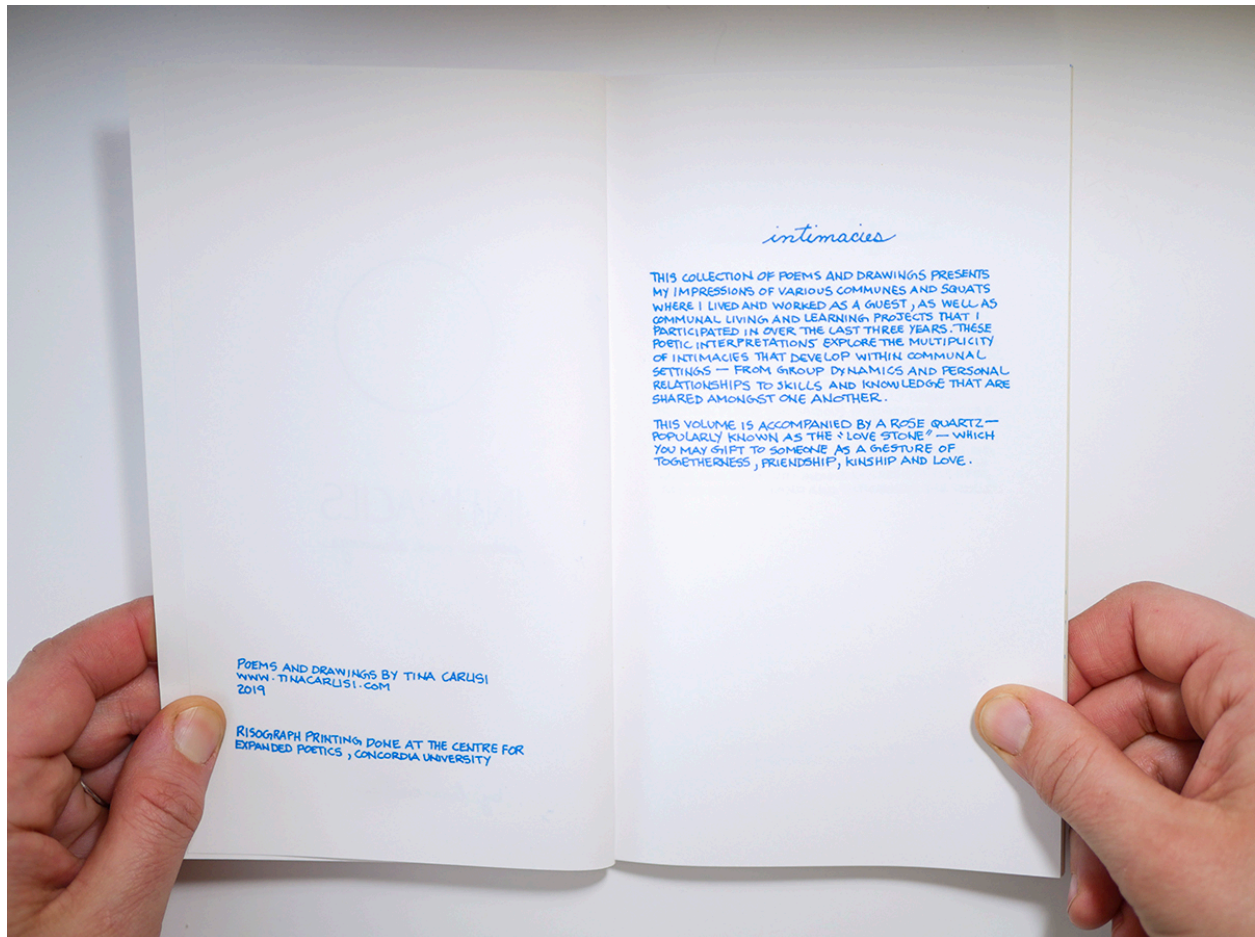 POEMS AND DRAWINGS BY TINA CARUSI
WWW.TINACARUSI.COM
2019
RISOGRAPH PRINTING DONE AT THE CENTRE FOR
EXPANDED POETICS, CONCORDIA UNIVERSITY
intimacies
THIS COLLECTION OF POEMS AND DRAWINGS PRESENTS
MY IMPRESSIONS OF VARIOUS COMMUNES AND SQUATS
WHERE I LIVED AND WORKED AS A GUEST, AS WELL AS
COMMUNAL LIVING AND LEARNING PROJECTS THAT I
PARTICIPATED IN OVER THE LAST THREE YEARS. THESE
POETIC INTERPRETATIONS EXPLORE THE MULTIPLICITY
OF INTIMACIES THAT DEVELOP WITHIN COMMUNAL
SETTINGS — FROM GROUP DYNAMICS AND PERSONAL
RELATIONSHIPS TO SKILLS AND KNOWLEDGE THAT ARE
SHARED AMONGST ONE ANOTHER.
THIS VOLUME IS ACCOMPANIED BY A ROSE QUARTZ —
POPULARLY KNOWN AS THE "LOVE STONE" — WHICH
YOU MAY GIFT TO SOMEONE AS A GESTURE OF
TOGETHERNESS, FRIENDSHIP, KINSHIP AND LOVE.